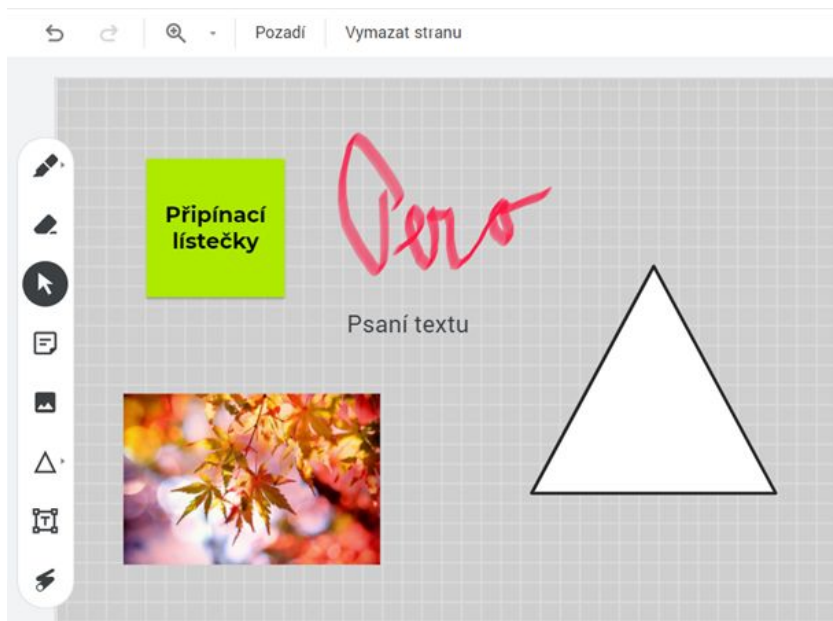 Pozadí
Vymazat stranu
Připínací
lístečky
Pero
Psaní textu